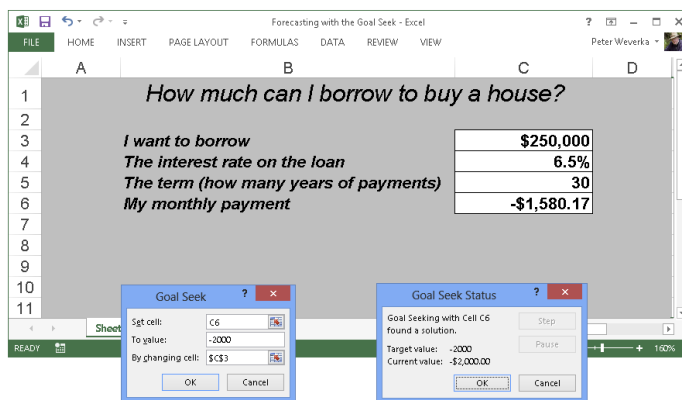 Forecasting with the Goal Seek - Excel
FILE HOME INSERT PAGE LAYOUT FORMULAS DATA REVIEW VIEW Peter Weverka
A B C D
1 How much can I borrow to buy a house?
2
3 I want to borrow $250,000
4 The interest rate on the loan 6.5%
5 The term (how many years of payments) 30
6 My monthly payment -$1,580.17
7
8
9
10
11
Goal Seek ? ×
Set cell: C6
To value: -2000
By changing cell: $C$3
OK Cancel
Goal Seek Status ? ×
Goal Seeking with Cell C6 Step
found a solution.
Target value: -2000 Pause
Current value: -$2,000.00
OK Cancel
Sheet
READY 160%